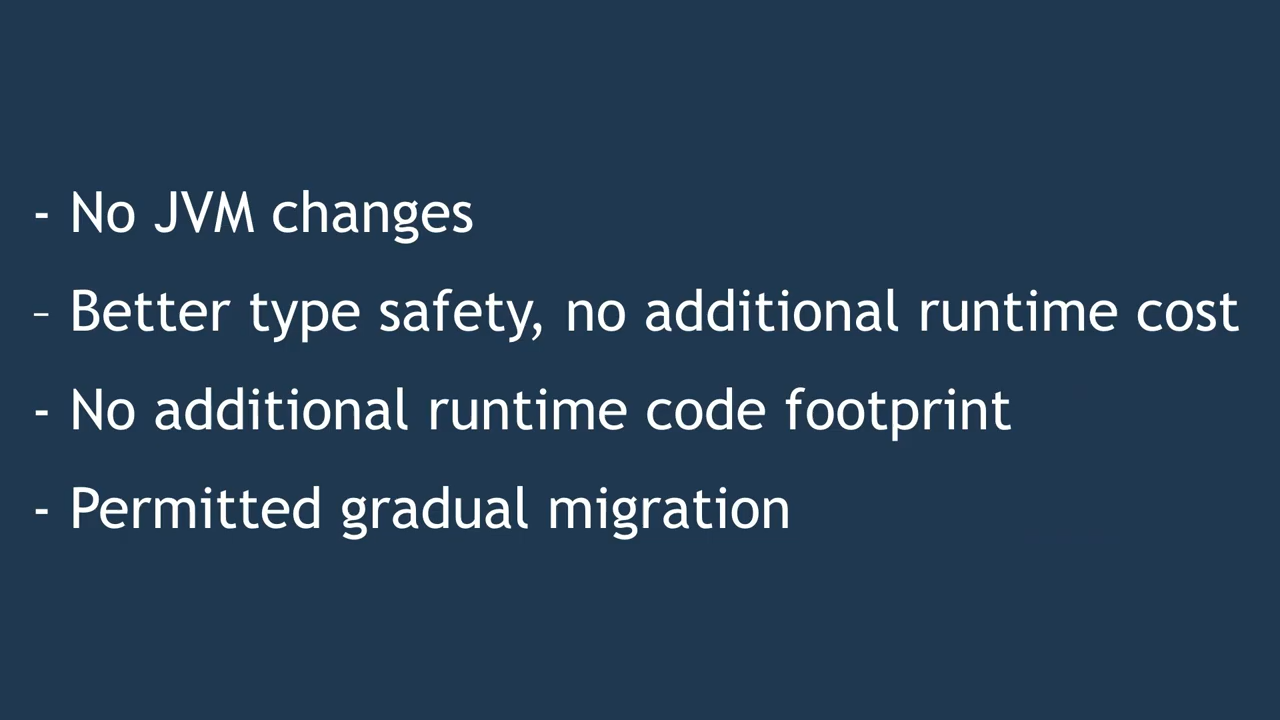 - No JVM changes
– Better type safety, no additional runtime cost
- No additional runtime code footprint
- Permitted gradual migration